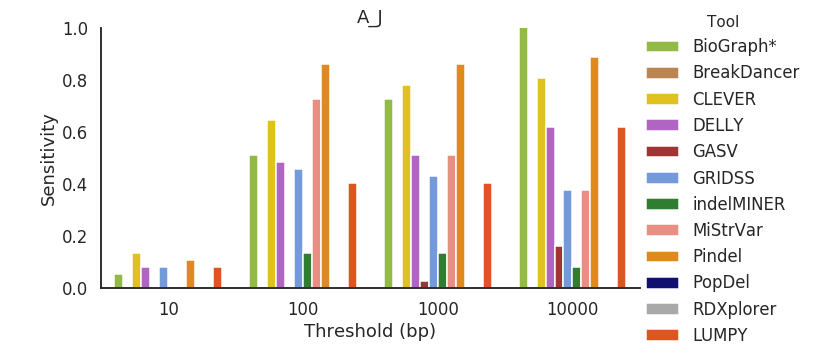 A_J
Sensitivity
1.0
0.8
0.6
0.4
0.2
0.0
10 100 1000 10000
Threshold (bp)
Tool
BioGraph*
BreakDancer
CLEVER
DELLY
GASV
GRIDSS
indelMINER
MiStrVar
Pindel
PopDel
RDXplorer
LUMPY